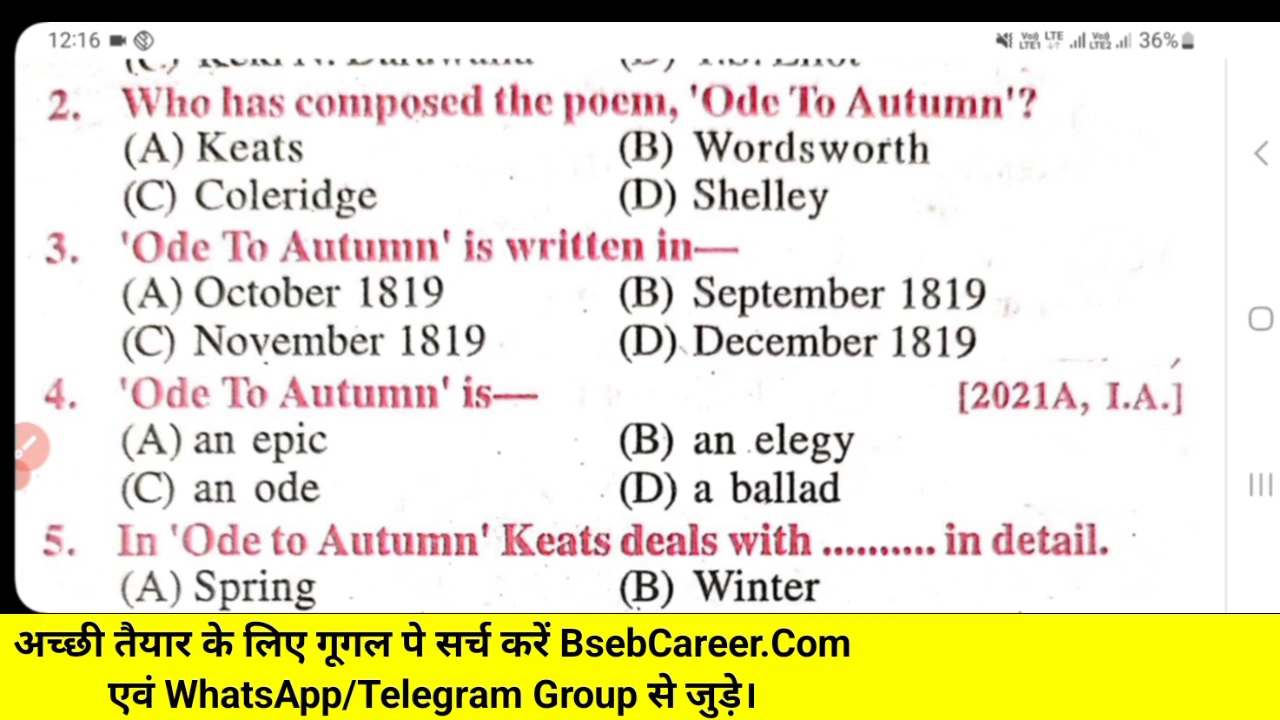 12:16 LTE1 LTE LTE2 36%
2. Who has composed the poem, 'Ode To Autumn'?
(A) Keats (B) Wordsworth
(C) Coleridge (D) Shelley
3. 'Ode To Autumn' is written in—
(A) October 1819 (B) September 1819
(C) November 1819 (D) December 1819
4. 'Ode To Autumn' is— [2021A, I.A.]
(A) an epic (B) an elegy
(C) an ode (D) a ballad
5. In 'Ode to Autumn' Keats deals with .......... in detail.
(A) Spring (B) Winter
अच्छी तैयार के लिए गूगल पे सर्च करें BsebCareer.Com
एवं WhatsApp/Telegram Group से जुड़े।